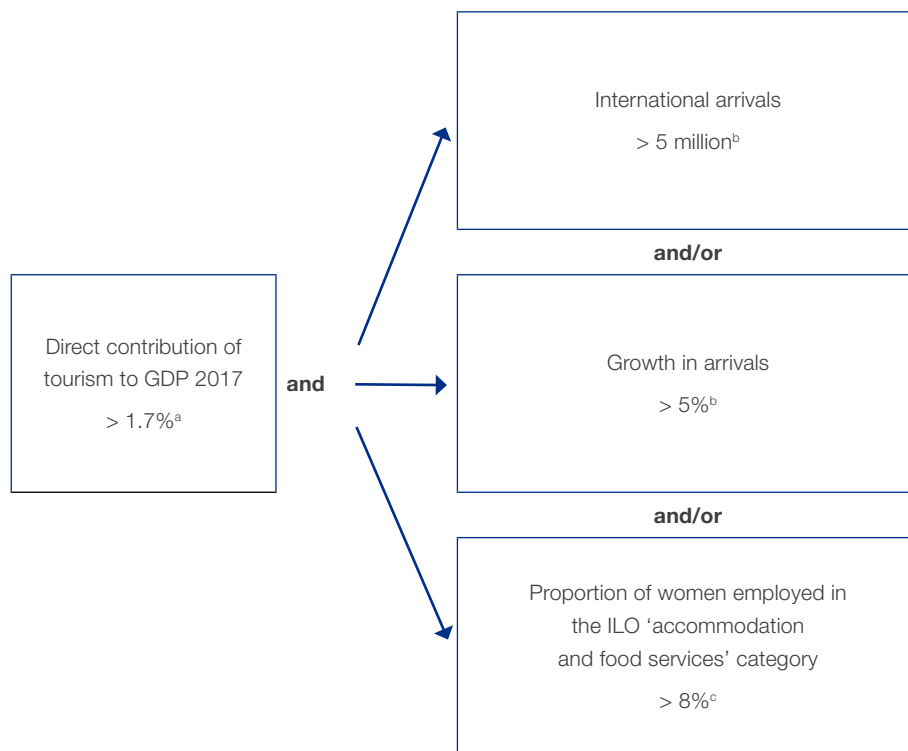 International arrivals
> 5 millionᵇ
and/or
Direct contribution of
tourism to GDP 2017
> 1.7%ᵃ
and
Growth in arrivals
> 5%ᵇ
and/or
Proportion of women employed in
the ILO ‘accommodation
and food services’ category
> 8%ᶜ